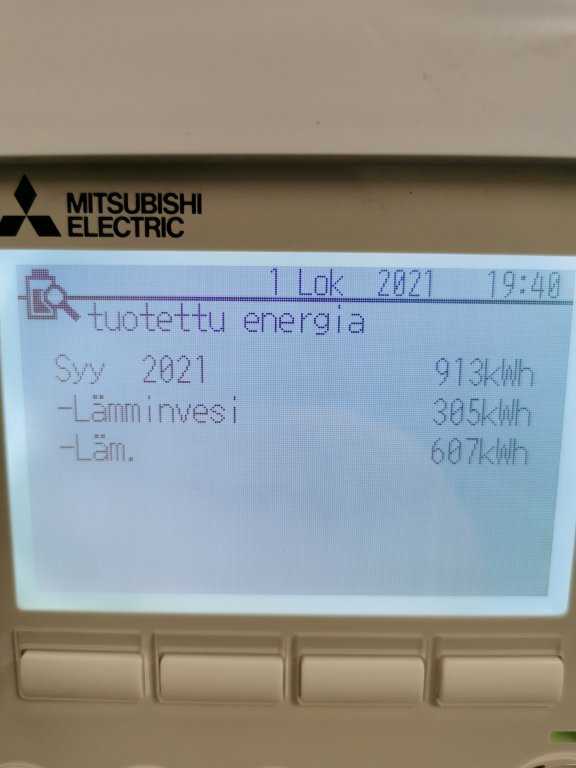 MITSUBISHI
ELECTRIC
1 Lok 2021 19:40
tuotettu energia
Syy 2021 913kWh
-Lämminvesi 305kWh
-Läm. 607kWh